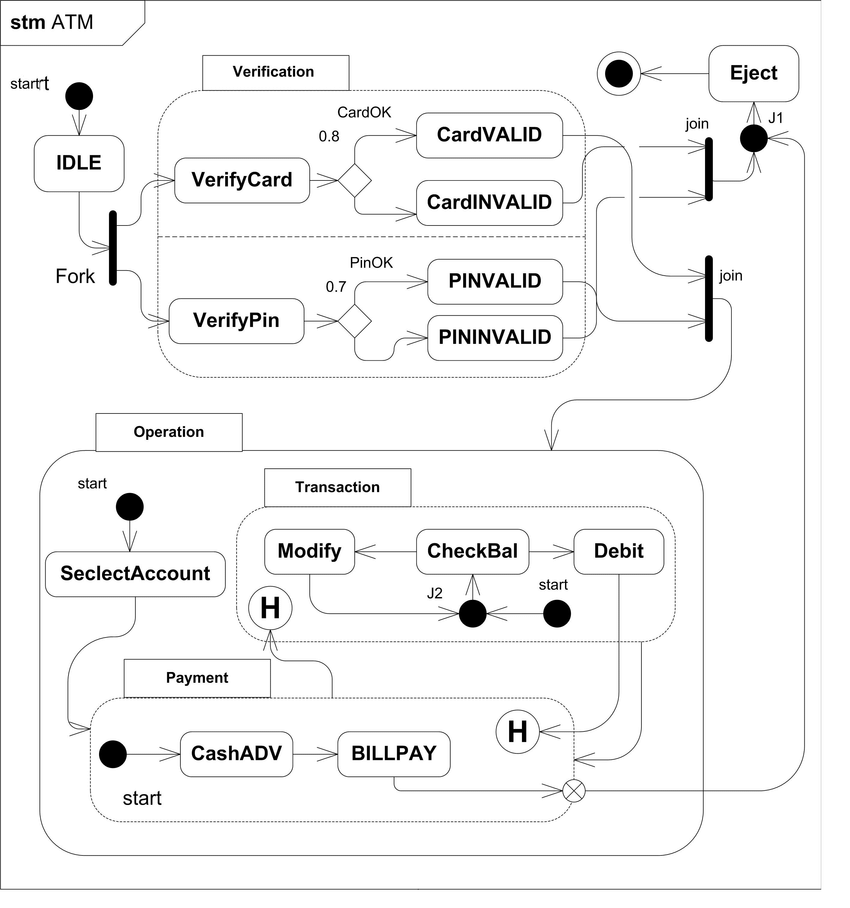 stm ATM
Verification
startrt
Eject
CardOK
0.8
CardVALID
J1
join
IDLE
VerifyCard
CardINVALID
PinOK
Fork
0.7
PINVALID
join
VerifyPin
PININVALID
Operation
start
Transaction
SeclectAccount
Modify
CheckBal
Debit
J2
start
H
Payment
H
CashADV
BILLPAY
start